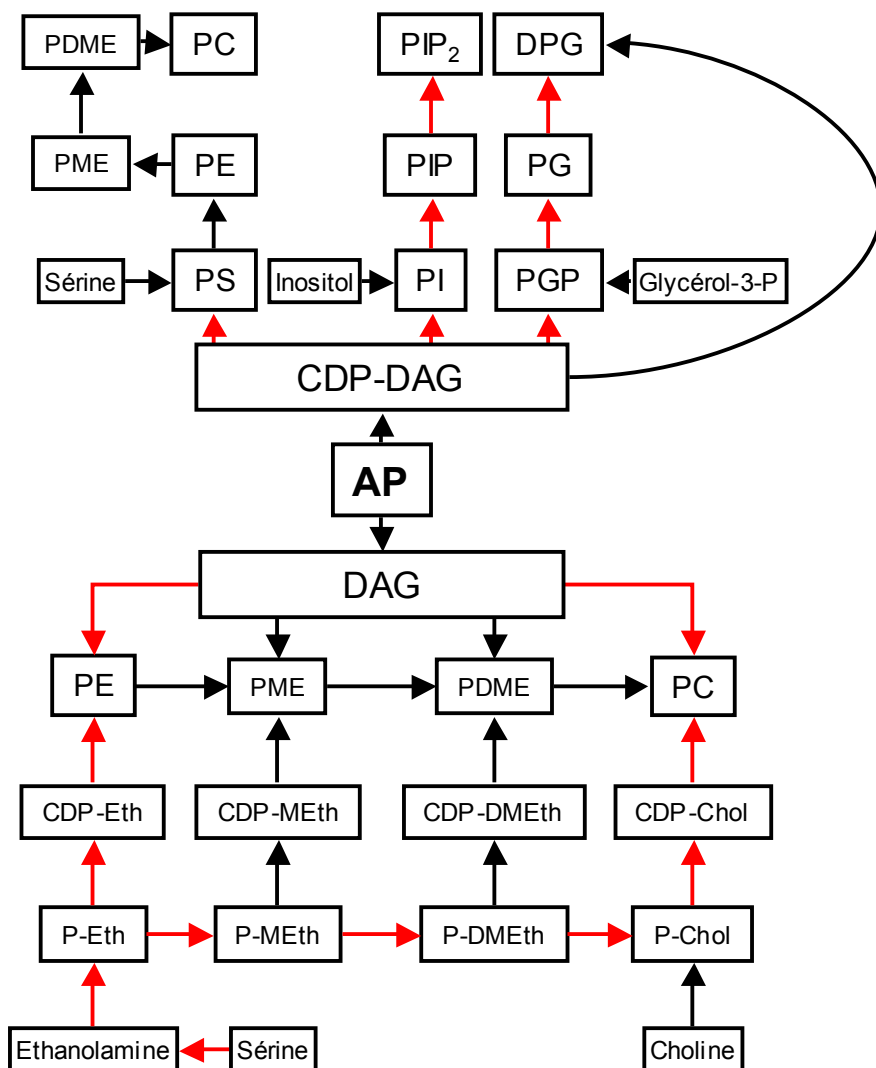 PDME
PC
PIP₂
DPG
PME
PE
PIP
PG
Sérine
PS
Inositol
PI
PGP
Glycérol-3-P
CDP-DAG
AP
DAG
PE
PME
PDME
PC
CDP-Eth
CDP-MEth
CDP-DMEth
CDP-Chol
P-Eth
P-MEth
P-DMEth
P-Chol
Ethanolamine
Sérine
Choline